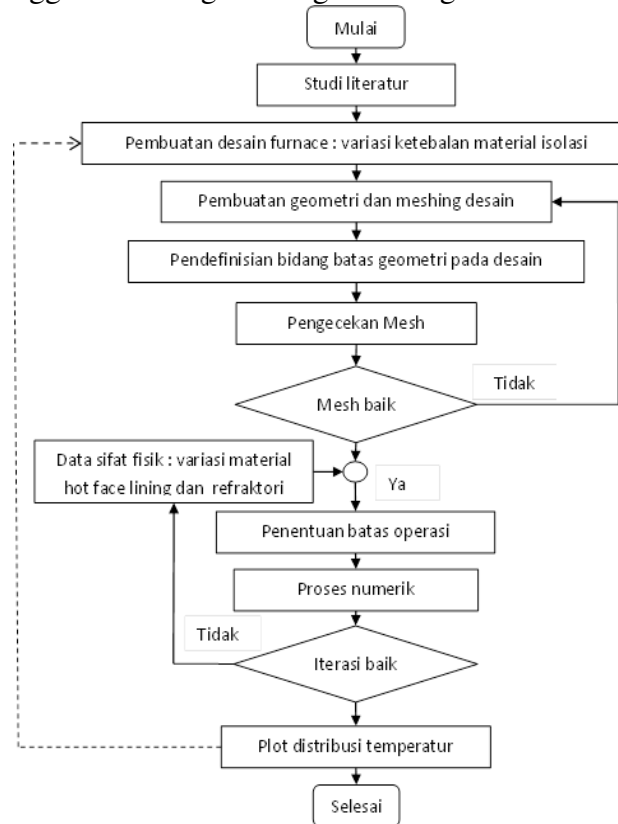 Mulai
Studi literatur
Pembuatan desain furnace : variasi ketebalan material isolasi
Pembuatan geometri dan meshing desain
Pendefinisian bidang batas geometri pada desain
Pengecekan Mesh
Tidak
Mesh baik
Data sifat fisik : variasi material
hot face lining dan refraktori
Ya
Penentuan batas operasi
Proses numerik
Tidak
Iterasi baik
Plot distribusi temperatur
Selesai